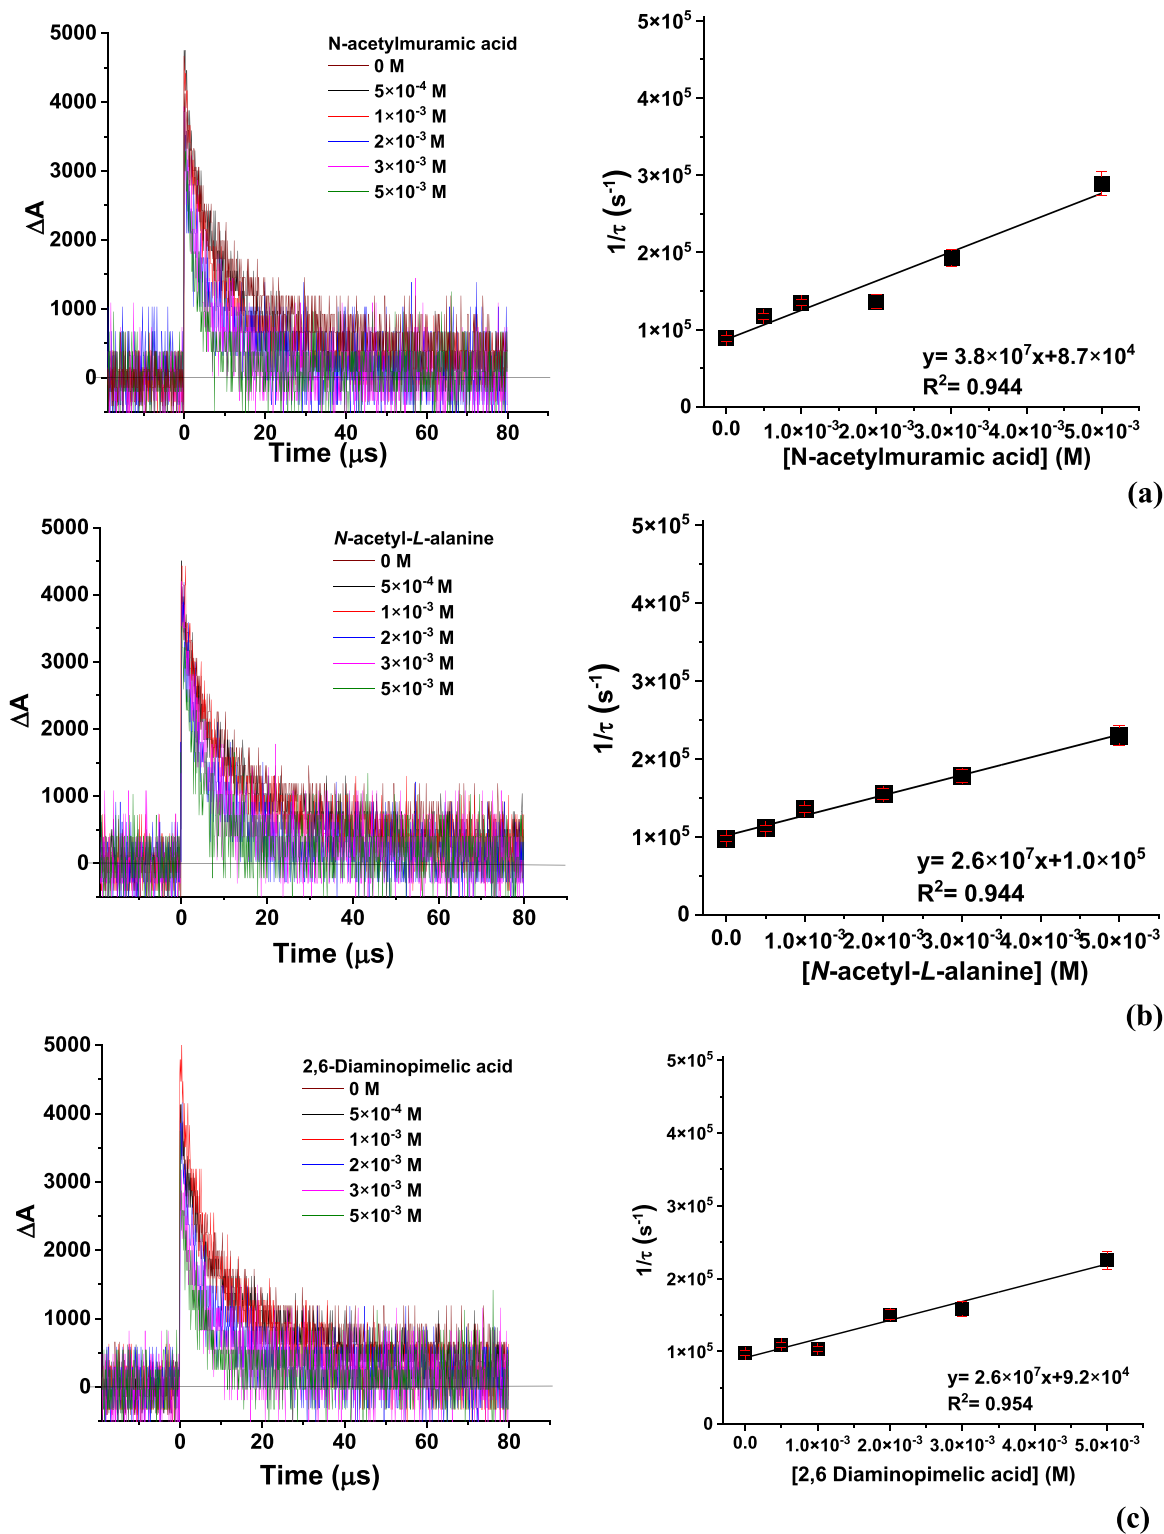 5000
4000
3000
2000
1000
0
ΔA
N-acetylmuramic acid
0 M
5×10⁻⁴ M
1×10⁻³ M
2×10⁻³ M
3×10⁻³ M
5×10⁻³ M
0 20 40 60 80
Time (μs)
5×10⁵
4×10⁵
3×10⁵
2×10⁵
1×10⁵
0
1/τ (s⁻¹)
y= 3.8×10⁷x+8.7×10⁴
R²= 0.944
0.0 1.0×10⁻³ 2.0×10⁻³ 3.0×10⁻³ 4.0×10⁻³ 5.0×10⁻³
[N-acetylmuramic acid] (M)
(a)
5000
4000
3000
2000
1000
0
ΔA
N-acetyl-L-alanine
0 M
5×10⁻⁴ M
1×10⁻³ M
2×10⁻³ M
3×10⁻³ M
5×10⁻³ M
0 20 40 60 80
Time (μs)
5×10⁵
4×10⁵
3×10⁵
2×10⁵
1×10⁵
0
1/τ (s⁻¹)
y= 2.6×10⁷x+1.0×10⁵
R²= 0.944
0.0 1.0×10⁻³ 2.0×10⁻³ 3.0×10⁻³ 4.0×10⁻³ 5.0×10⁻³
[N-acetyl-L-alanine] (M)
(b)
5000
4000
3000
2000
1000
0
ΔA
2,6-Diaminopimelic acid
0 M
5×10⁻⁴ M
1×10⁻³ M
2×10⁻³ M
3×10⁻³ M
5×10⁻³ M
0 20 40 60 80
Time (μs)
5×10⁵
4×10⁵
3×10⁵
2×10⁵
1×10⁵
0
1/τ (s⁻¹)
y= 2.6×10⁷x+9.2×10⁴
R²= 0.954
0.0 1.0×10⁻³ 2.0×10⁻³ 3.0×10⁻³ 4.0×10⁻³ 5.0×10⁻³
[2,6 Diaminopimelic acid] (M)
(c)